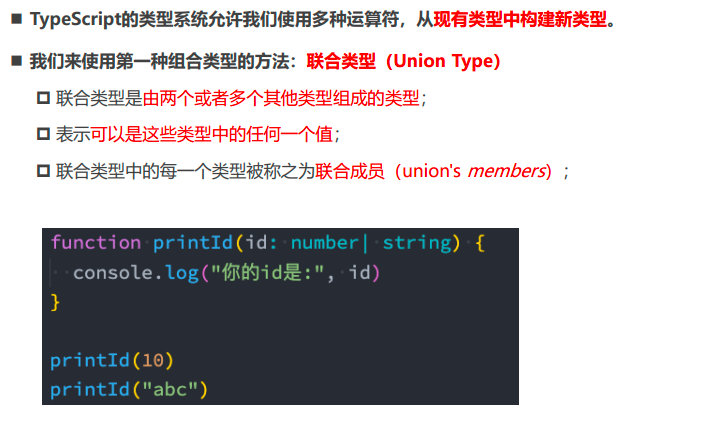 TypeScript的类型系统允许我们使用多种运算符，从现有类型中构建新类型。
我们来使用第一种组合类型的方法：联合类型（Union Type）
联合类型是由两个或者多个其他类型组成的类型；
表示可以是这些类型中的任何一个值；
联合类型中的每一个类型被称之为联合成员（union's members）；
function printId(id: number| string) {
  console.log("你的id是:", id)
}
printId(10)
printId("abc")